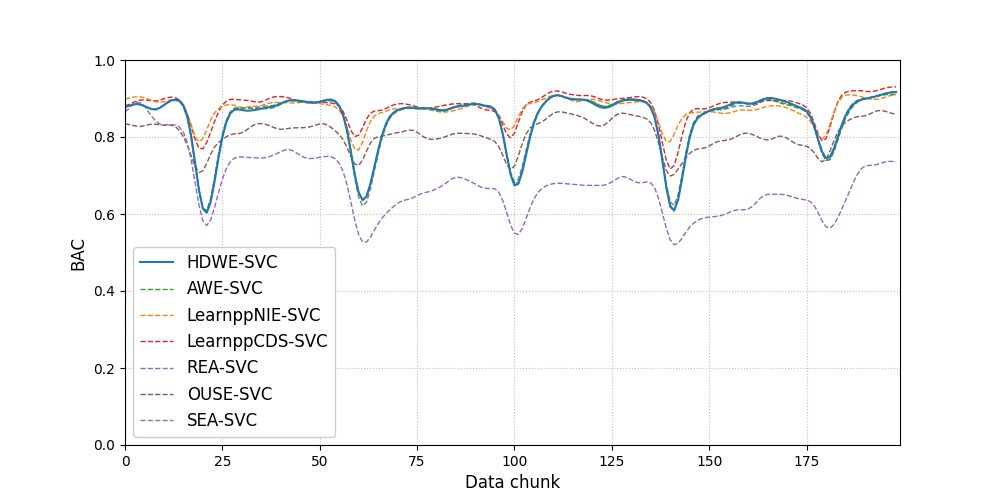 1.0
0.8
0.6
0.4
0.2
0.0
BAC
HDWE-SVC
AWE-SVC
LearnppNIE-SVC
LearnppCDS-SVC
REA-SVC
OUSE-SVC
SEA-SVC
0 25 50 75 100 125 150 175
Data chunk